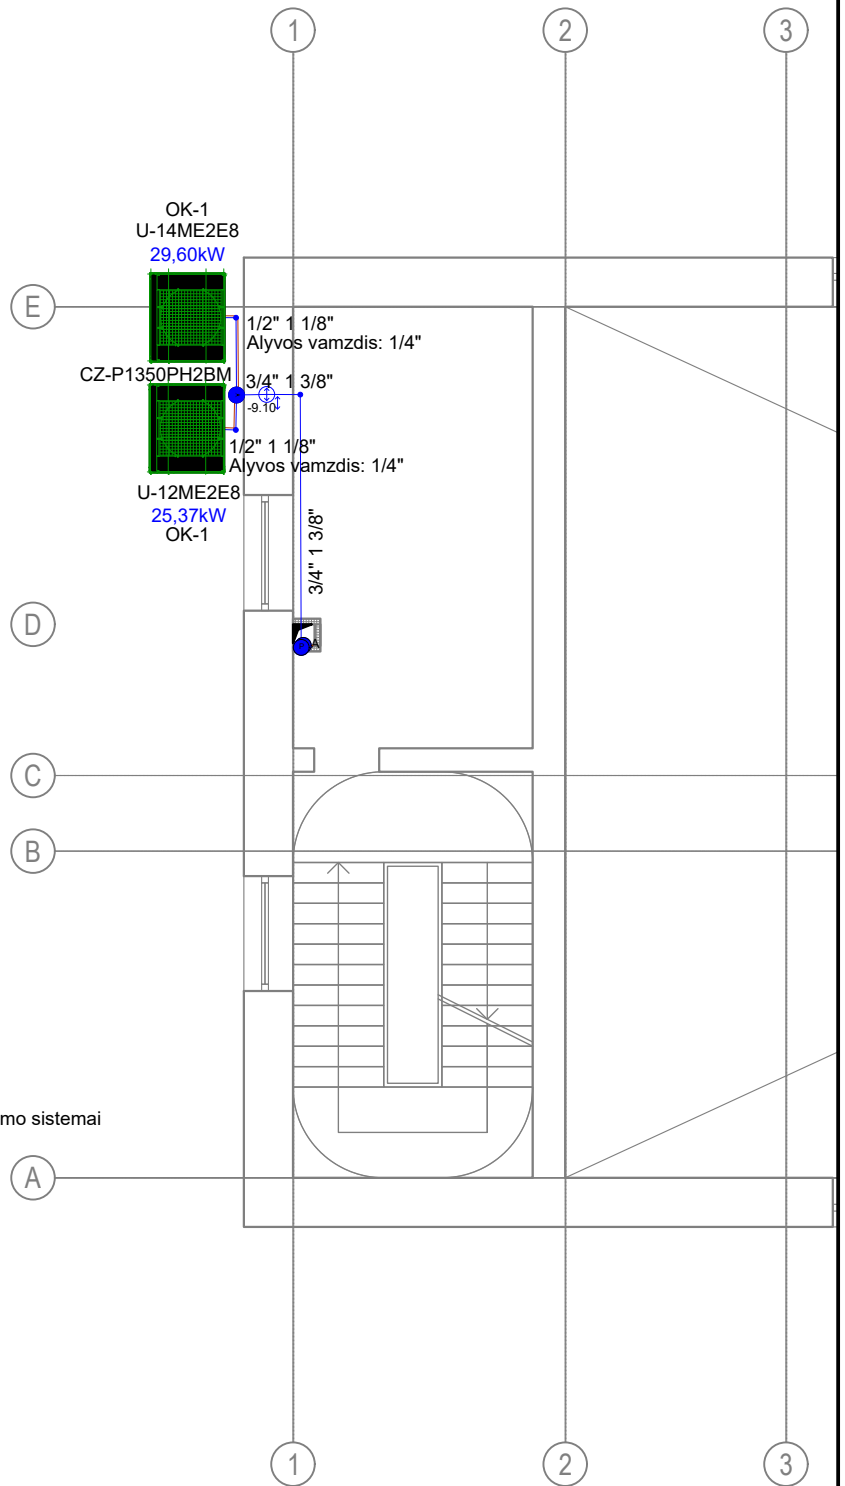 1 2 3
OK-1
U-14ME2E8
29,60kW
E
1/2" 1 1/8"
Alyvos vamzdis: 1/4"
CZ-P1350PH2BM
3/4" 1 3/8"
-9.10
1/2" 1 1/8"
Alyvos vamzdis: 1/4"
U-12ME2E8
25,37kW
OK-1
3/4" 1 3/8"
D
A
C
B
mo sistemai
A
1 2 3